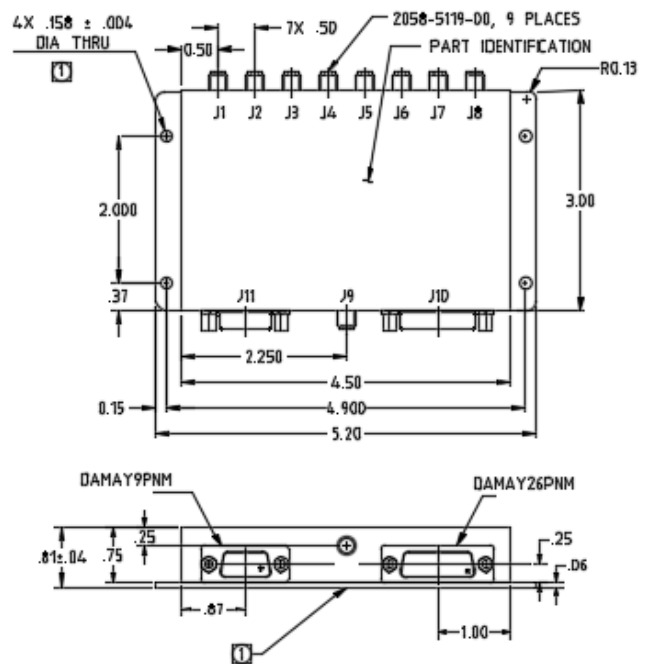 4X .158 ± .004
DIA THRU
1
0.50
7X .50
2058-5119-00, 9 PLACES
PART IDENTIFICATION
R0.13
J1 J2 J3 J4 J5 J6 J7 J8
2.000
3.00
.37
J11 J9 J10
2.250
4.50
0.15
4.900
5.20
DAMAY9PNM
DAMAY26PNM
.81±.04
.75
.25
.25
.06
.87
1.00
1